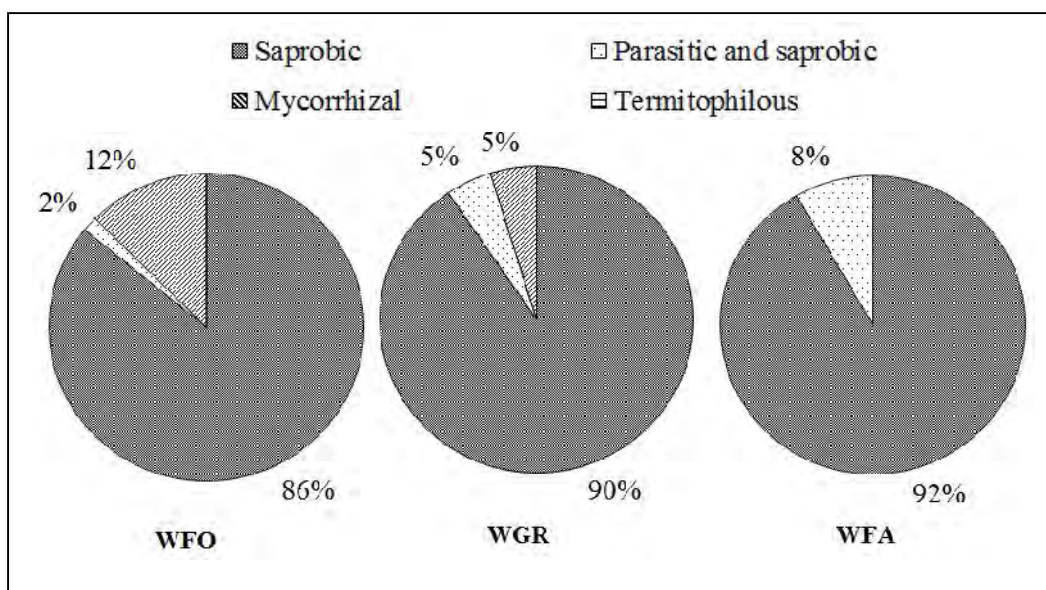 Saprobic Parasitic and saprobic
Mycorrhizal Termitophilous
12%
2%
86%
WFO
5%
5%
90%
WGR
8%
92%
WFA